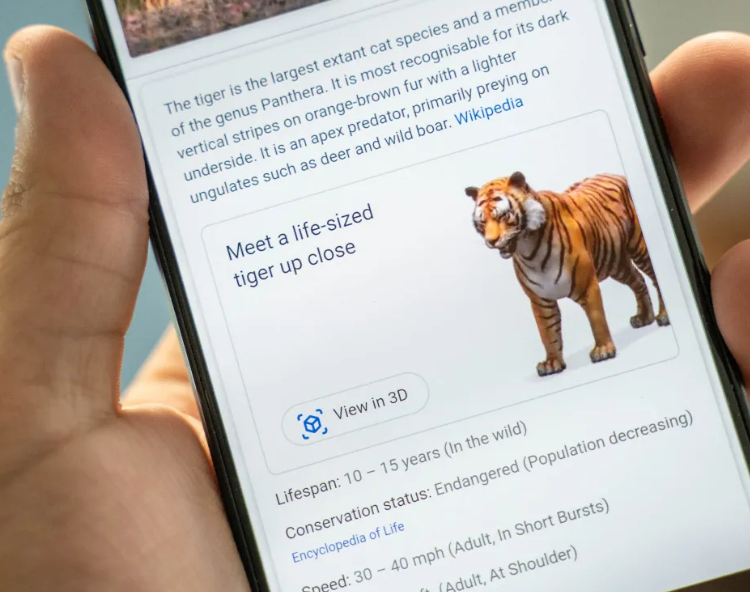 The tiger is the largest extant cat species and a member
of the genus Panthera. It is most recognisable for its dark
vertical stripes on orange-brown fur with a lighter
underside. It is an apex predator, primarily preying on
ungulates such as deer and wild boar. Wikipedia
Meet a life-sized
tiger up close
View in 3D
Lifespan: 10 – 15 years (In the wild)
Conservation status: Endangered (Population decreasing)
Encyclopedia of Life
Speed: 30 – 40 mph (Adult, In Short Bursts)
ft. (Adult, At Shoulder)